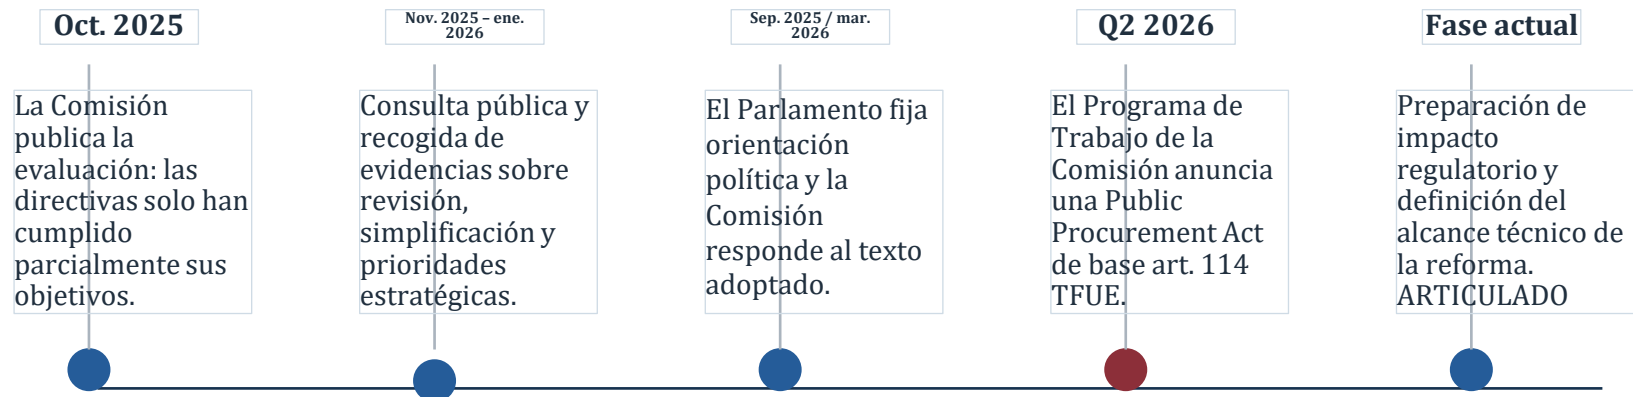 Oct. 2025
La Comisión
publica la
evaluación: las
directivas solo han
cumplido
parcialmente sus
objetivos.
Nov. 2025 – ene.
2026
Consulta pública y
recogida de
evidencias sobre
revisión,
simplificación y
prioridades
estratégicas.
Sep. 2025 / mar.
2026
El Parlamento fija
orientación
política y la
Comisión
responde al texto
adoptado.
Q2 2026
El Programa de
Trabajo de la
Comisión anuncia
una Public
Procurement Act
de base art. 114
TFUE.
Fase actual
Preparación de
impacto
regulatorio y
definición del
alcance técnico de
la reforma.
ARTICULADO